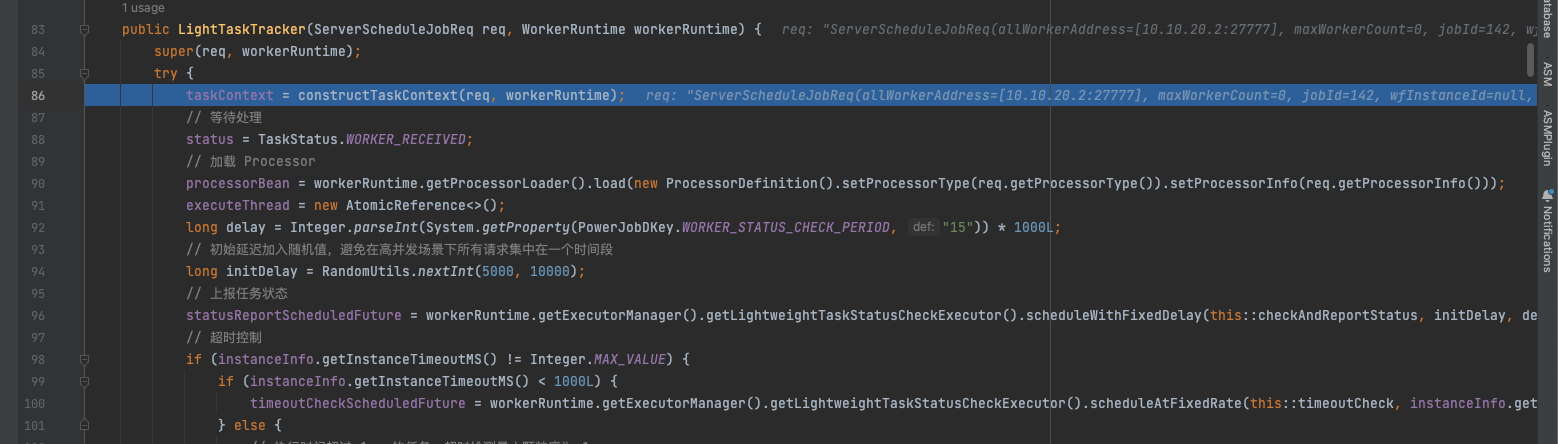 1 usage
83 public LightTaskTracker(ServerScheduleJobReq req, WorkerRuntime workerRuntime) { req: "ServerScheduleJobReq(allWorkerAddress=[10.10.20.2:27777], maxWorkerCount=0, jobId=142,
84 super(req, workerRuntime);
85 try {
86 taskContext = constructTaskContext(req, workerRuntime); req: "ServerScheduleJobReq(allWorkerAddress=[10.10.20.2:27777], maxWorkerCount=0, jobId=142, wfInstanceId=null,
87 // 等待处理
88 status = TaskStatus.WORKER_RECEIVED;
89 // 加载 Processor
90 processorBean = workerRuntime.getProcessorLoader().load(new ProcessorDefinition().setProcessorType(req.getProcessorType()).setProcessorInfo(req.getProcessorInfo()));
91 executeThread = new AtomicReference<>();
92 long delay = Integer.parseInt(System.getProperty(PowerJobDKey.WORKER_STATUS_CHECK_PERIOD, def: "15")) * 1000L;
93 // 初始延迟加入随机值，避免在高并发场景下所有请求集中在一个时间段
94 long initDelay = RandomUtils.nextInt(5000, 10000);
95 // 上报任务状态
96 statusReportScheduledFuture = workerRuntime.getExecutorManager().getLightweightTaskStatusCheckExecutor().scheduleWithFixedDelay(this::checkAndReportStatus, initDelay, de
97 // 超时控制
98 if (instanceInfo.getInstanceTimeoutMS() != Integer.MAX_VALUE) {
99 if (instanceInfo.getInstanceTimeoutMS() < 1000L) {
100 timeoutCheckScheduledFuture = workerRuntime.getExecutorManager().getLightweightTaskStatusCheckExecutor().scheduleAtFixedRate(this::timeoutCheck, instanceInfo.get
101 } else {
atabase
ASM
ASMPlugin
Notifications